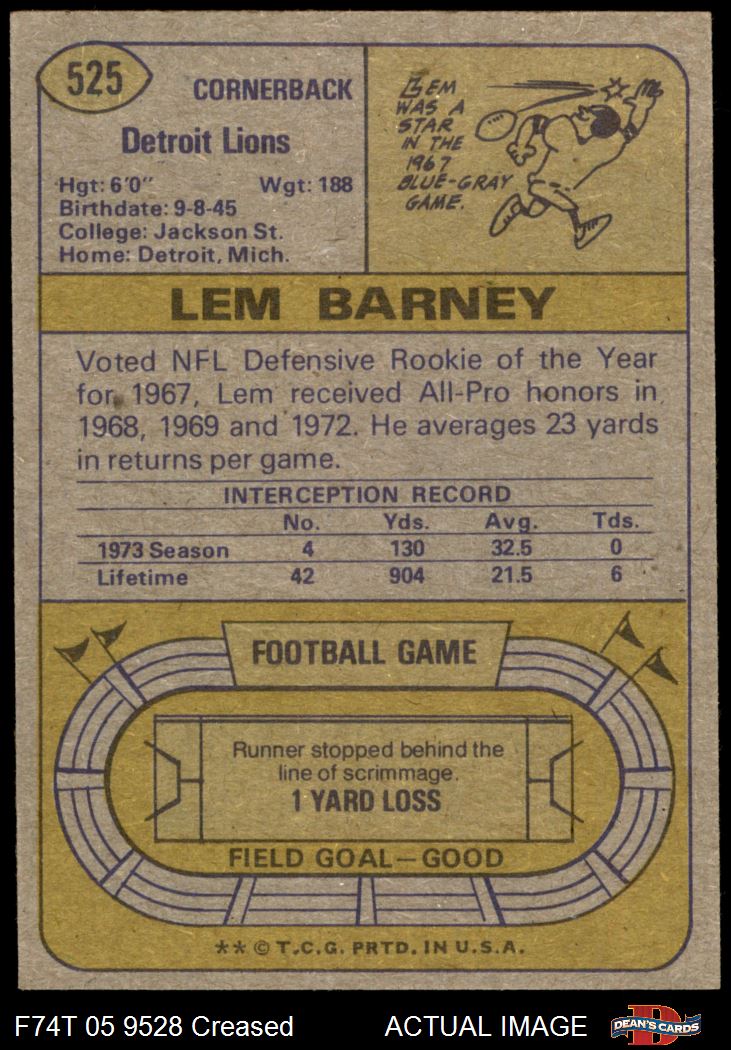 525
CORNERBACK
Detroit Lions
Hgt: 6'0" Wgt: 188
Birthdate: 9-8-45
College: Jackson St.
Home: Detroit, Mich.
LEM
WAS A
STAR
IN THE
1967
BLUE-GRAY
GAME.
LEM BARNEY
Voted NFL Defensive Rookie of the Year
for 1967, Lem received All-Pro honors in
1968, 1969 and 1972. He averages 23 yards
in returns per game.
INTERCEPTION RECORD
No. Yds. Avg. Tds.
1973 Season 4 130 32.5 0
Lifetime 42 904 21.5 6
FOOTBALL GAME
Runner stopped behind the
line of scrimmage.
1 YARD LOSS
FIELD GOAL—GOOD
** © T.C.G. PRTD. IN U.S.A.
F74T 05 9528 Creased ACTUAL IMAGE
D
DEAN'S CARDS